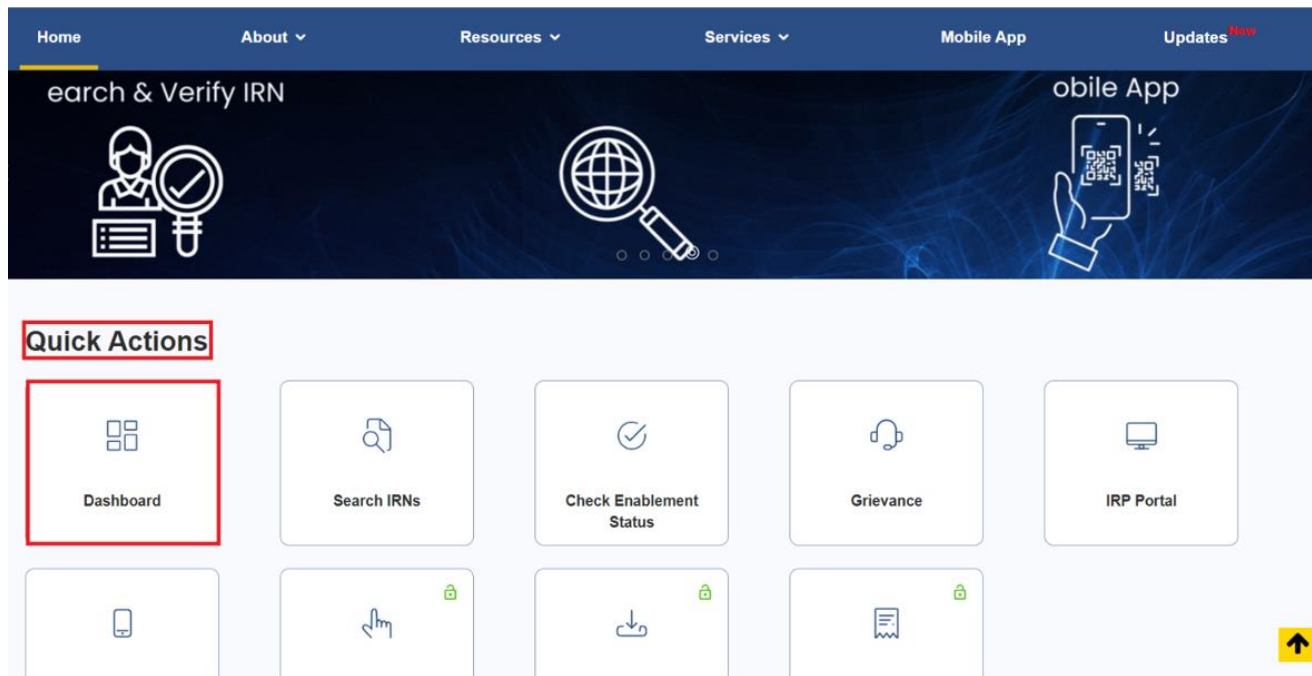 Home About Resources Services Mobile App Updates New
earch & Verify IRN
obile App
Quick Actions
Dashboard
Search IRNs
Check Enablement
Status
Grievance
IRP Portal